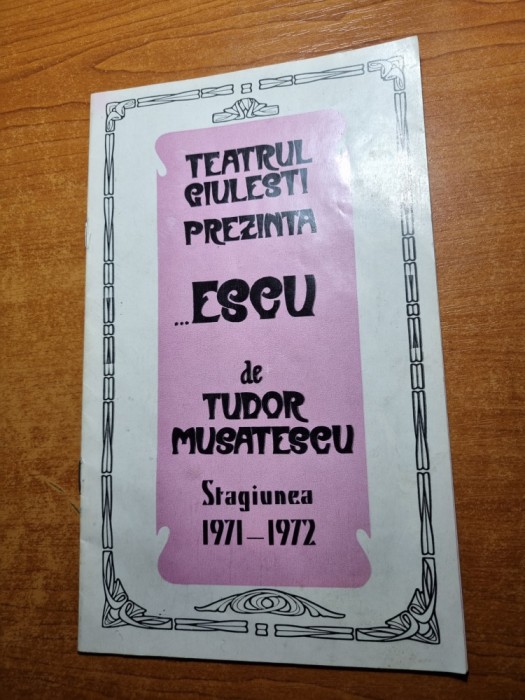 TEATRUL
GIULESTI
PREZINTA
...ESCU
de
TUDOR
MUSATESCU
Stagiunea
1971-1972